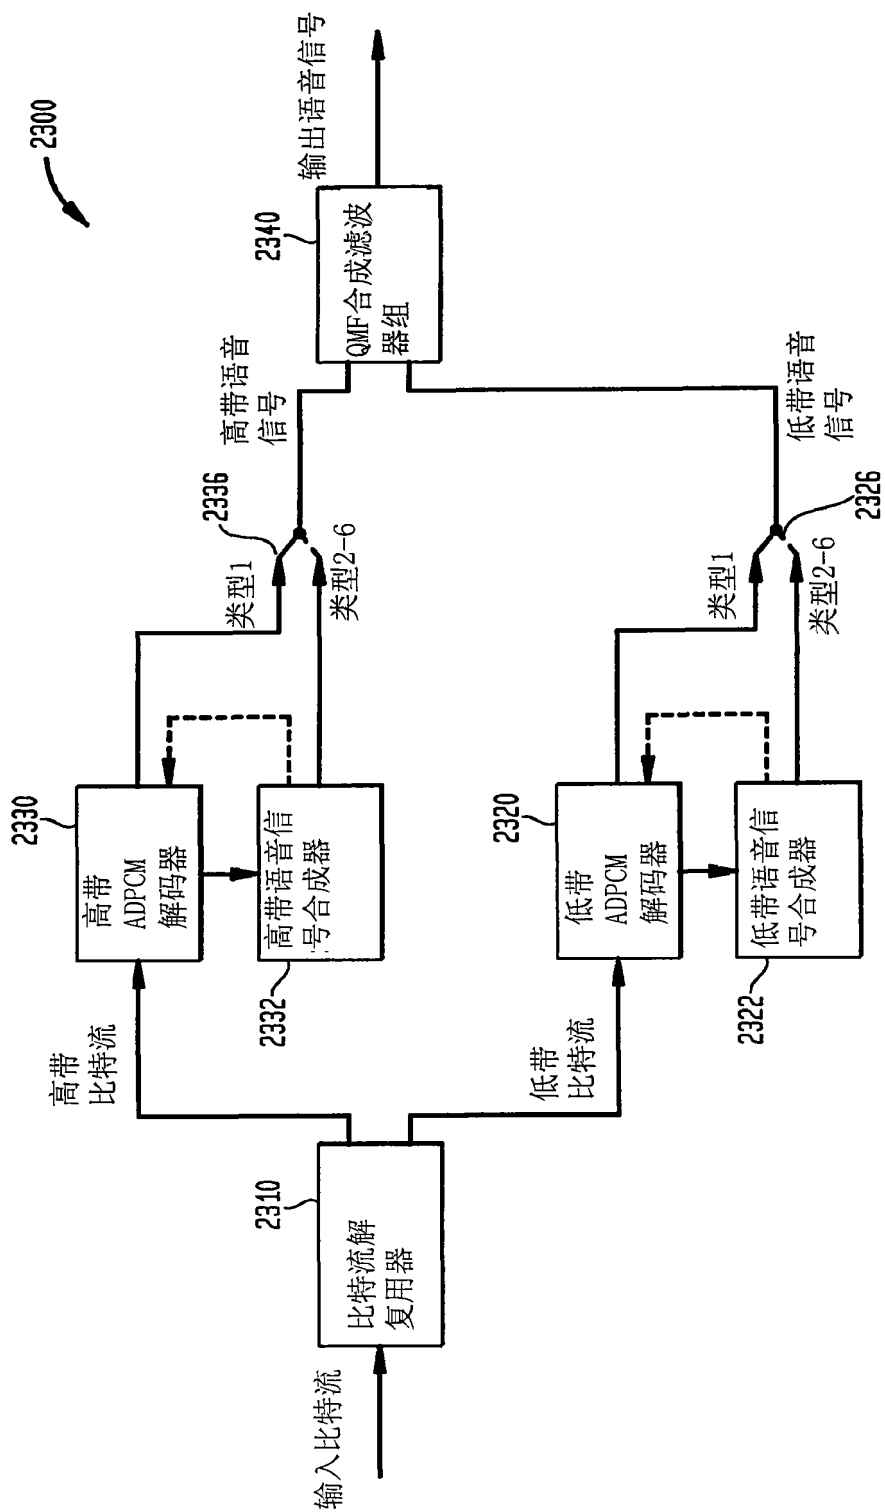 2300
输入比特流
2310
比特流解
复用器
高带
比特流
低带
比特流
2330
高带
ADPCM
解码器
2332
高带语音信
号合成器
2320
低带
ADPCM
解码器
2322
低带语音信
号合成器
类型1
2336
类型2-6
类型1
类型2-6
2326
高带语音
信号
低带语音
信号
2340
QMF合成滤波
器组
输出语音信号